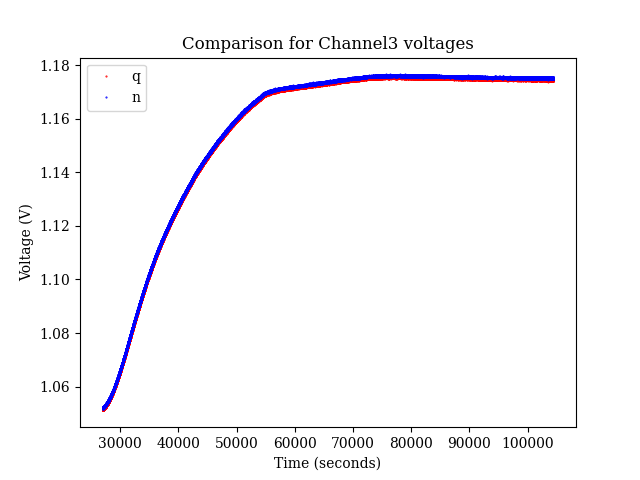 Comparison for Channel3 voltages
q
n
1.18
1.16
1.14
1.12
1.10
1.08
1.06
Voltage (V)
30000 40000 50000 60000 70000 80000 90000 100000
Time (seconds)